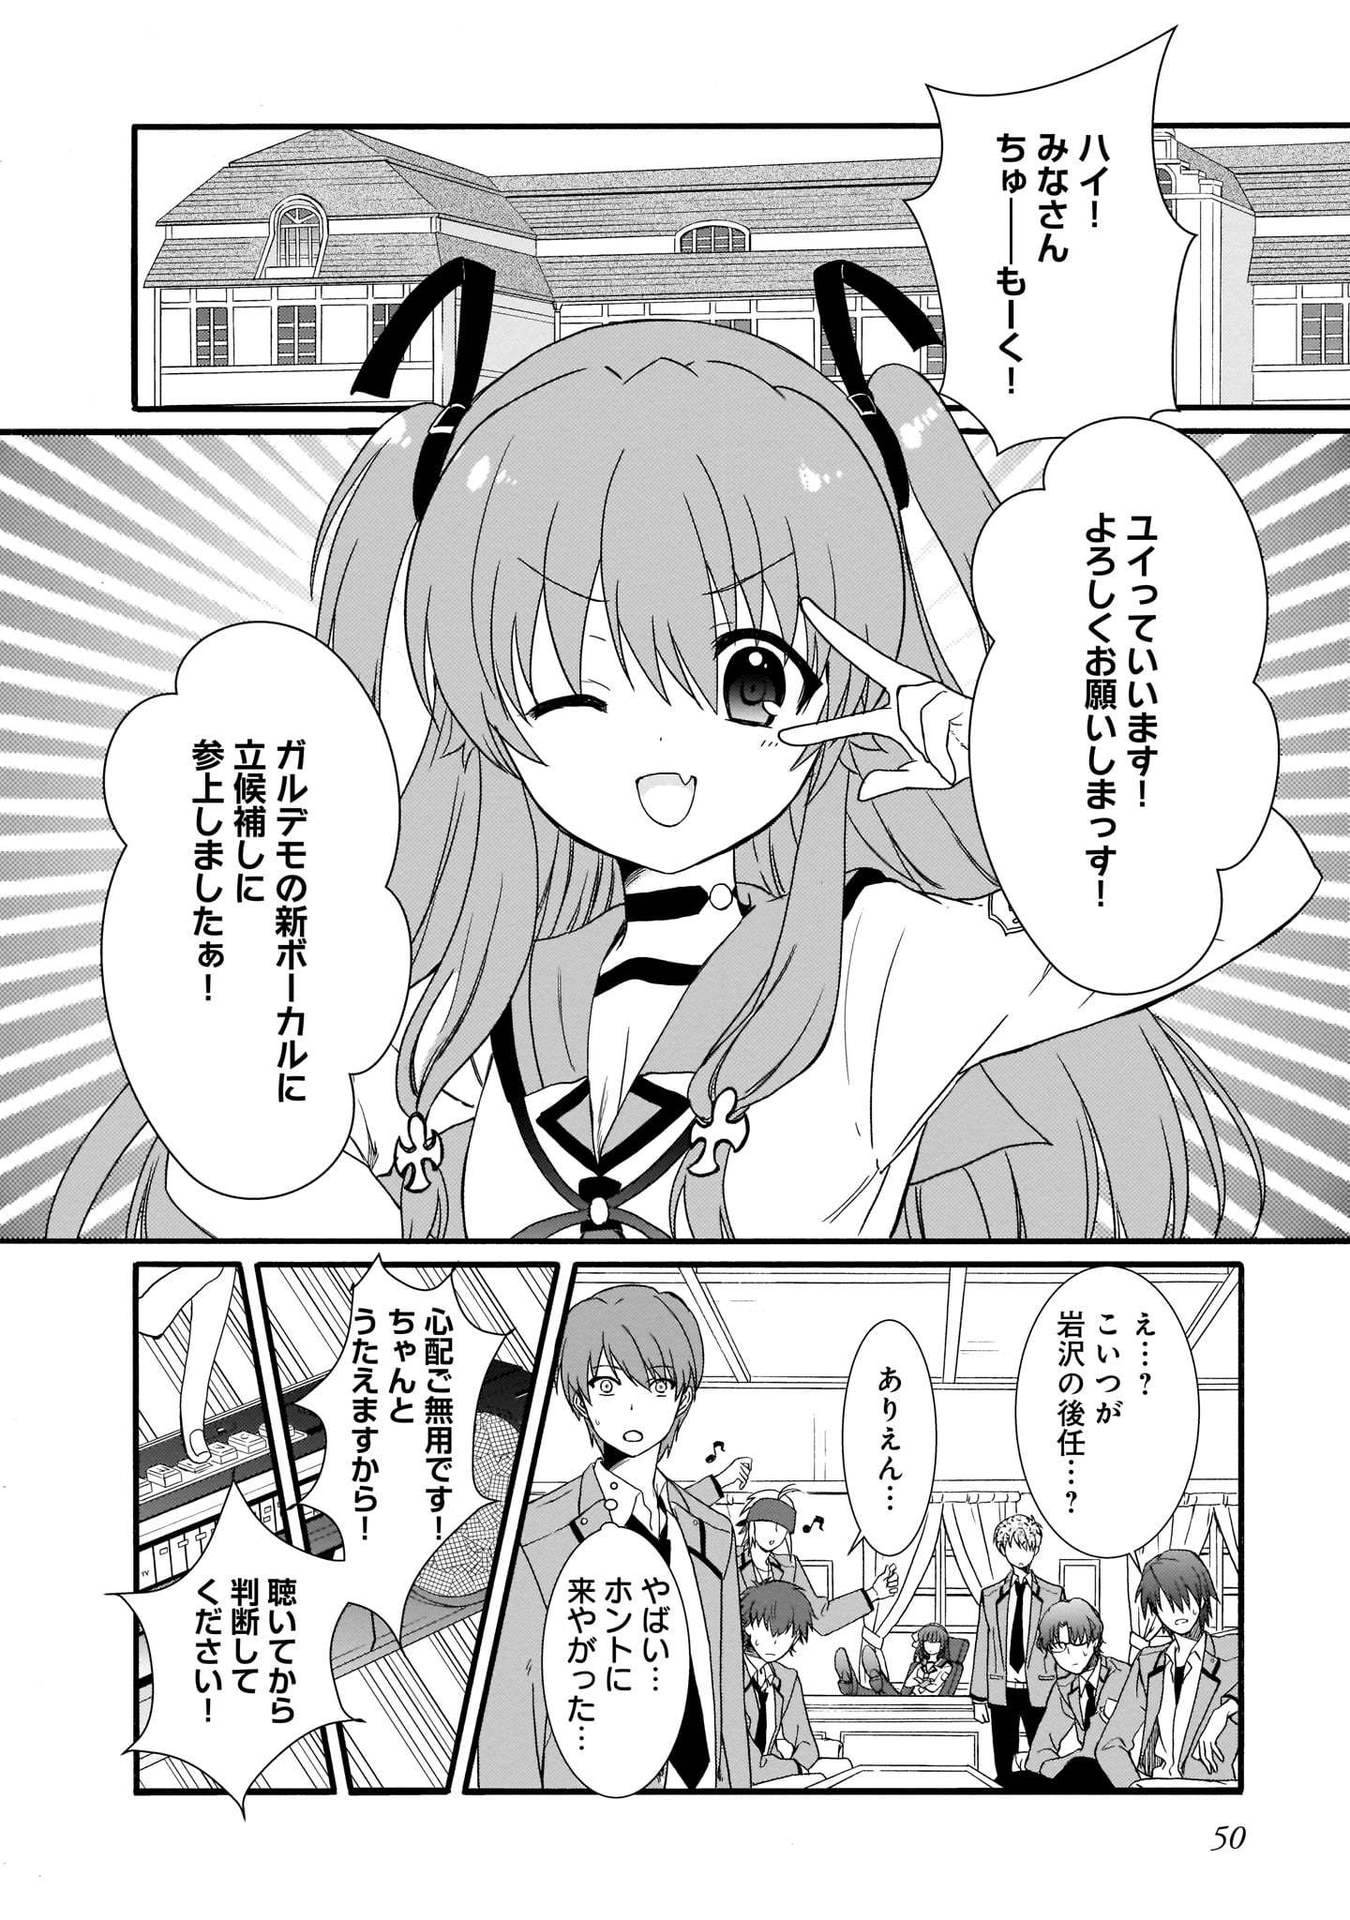 ハイ！
みなさん
ちゅ――もーく！
ユイっていいます！
よろしくお願いしまっす！
ガルデモの新ボーカルに
立候補しに
参上しましたぁ！
え…？
こいつが
岩沢の後任…？
ありえん…
やばい…
ホントに
来やがった…
心配ご無用です！
ちゃんと
うたえますから！
聴いてから
判断して
ください！
50